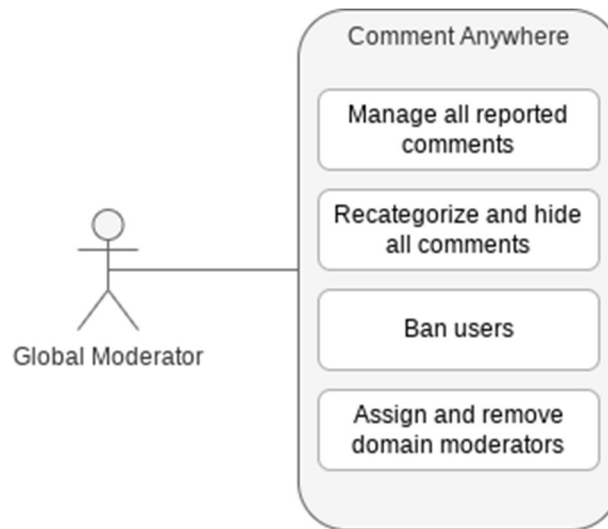 Comment Anywhere
Manage all reported
comments
Recategorize and hide
all comments
Ban users
Assign and remove
domain moderators
Global Moderator